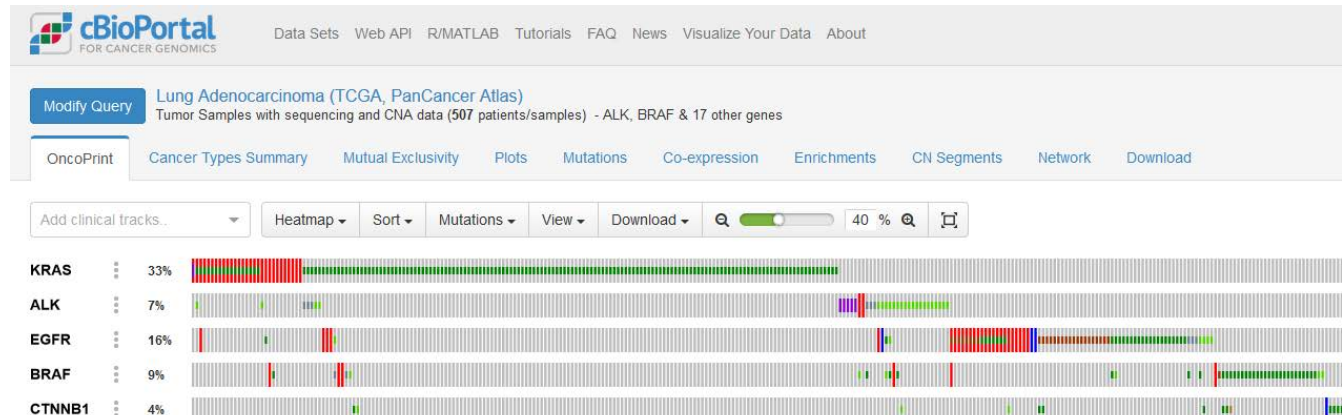 cBioPortal
FOR CANCER GENOMICS
Data Sets Web API R/MATLAB Tutorials FAQ News Visualize Your Data About
Modify Query
Lung Adenocarcinoma (TCGA, PanCancer Atlas)
Tumor Samples with sequencing and CNA data (507 patients/samples) - ALK, BRAF & 17 other genes
OncoPrint Cancer Types Summary Mutual Exclusivity Plots Mutations Co-expression Enrichments CN Segments Network Download
Add clinical tracks.. Heatmap Sort Mutations View Download 40 %
KRAS 33%
ALK 7%
EGFR 16%
BRAF 9%
CTNNB1 4%